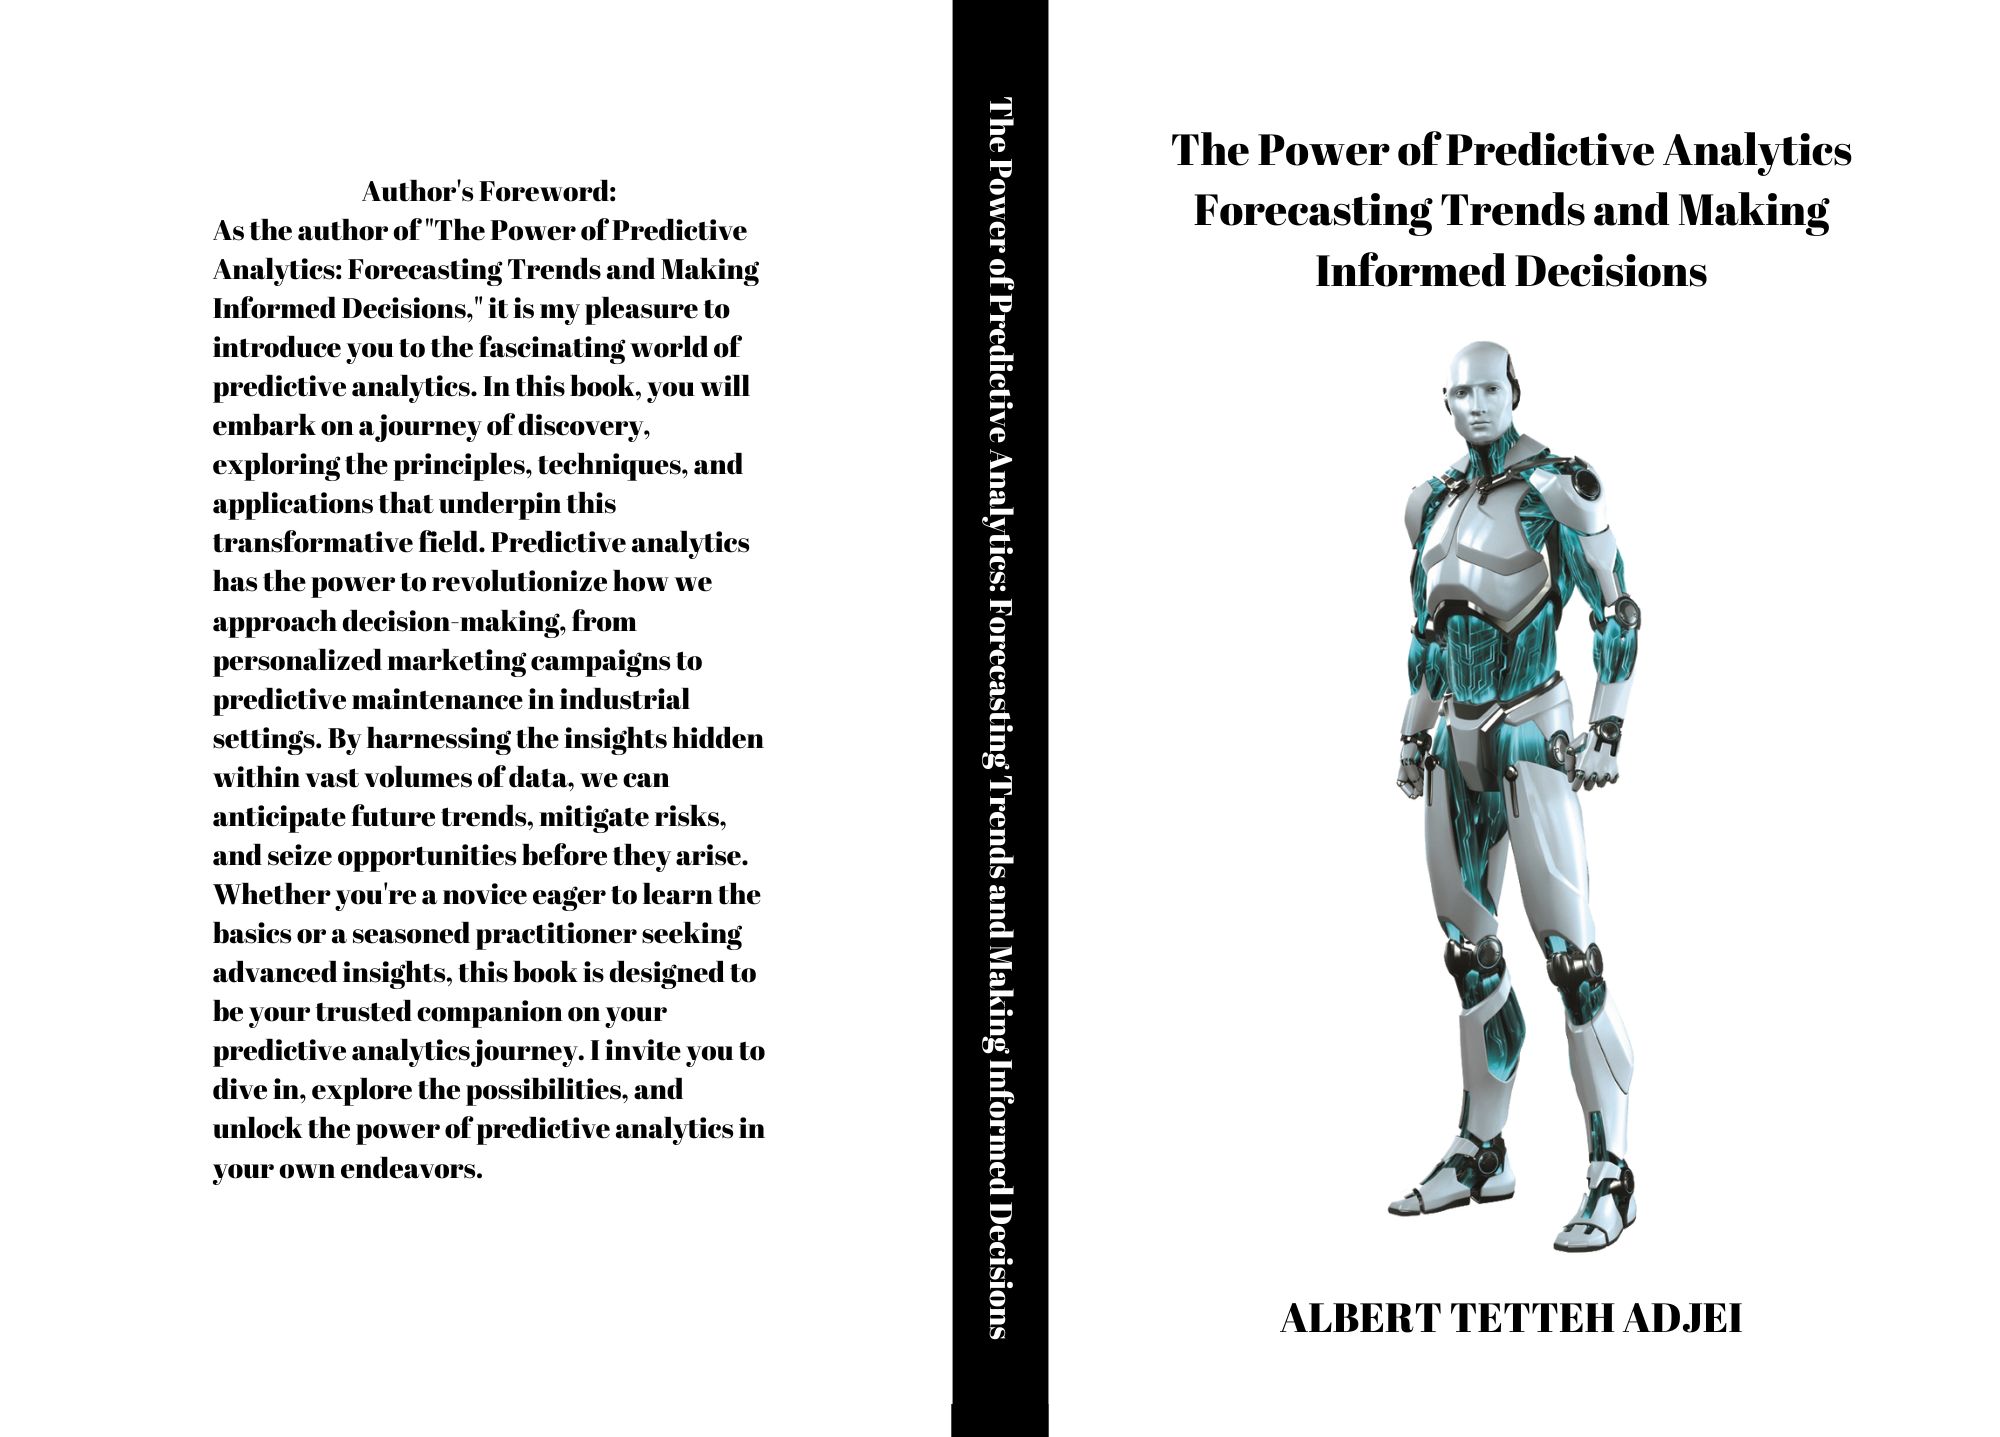 Author's Foreword:
As the author of "The Power of Predictive
Analytics: Forecasting Trends and Making
Informed Decisions," it is my pleasure to
introduce you to the fascinating world of
predictive analytics. In this book, you will
embark on a journey of discovery,
exploring the principles, techniques, and
applications that underpin this
transformative field. Predictive analytics
has the power to revolutionize how we
approach decision-making, from
personalized marketing campaigns to
predictive maintenance in industrial
settings. By harnessing the insights hidden
within vast volumes of data, we can
anticipate future trends, mitigate risks,
and seize opportunities before they arise.
Whether you're a novice eager to learn the
basics or a seasoned practitioner seeking
advanced insights, this book is designed to
be your trusted companion on your
predictive analytics journey. I invite you to
dive in, explore the possibilities, and
unlock the power of predictive analytics in
your own endeavors.
The Power of Predictive Analytics: Forecasting Trends and Making Informed Decisions
The Power of Predictive Analytics
Forecasting Trends and Making
Informed Decisions
ALBERT TETTEH ADJEI